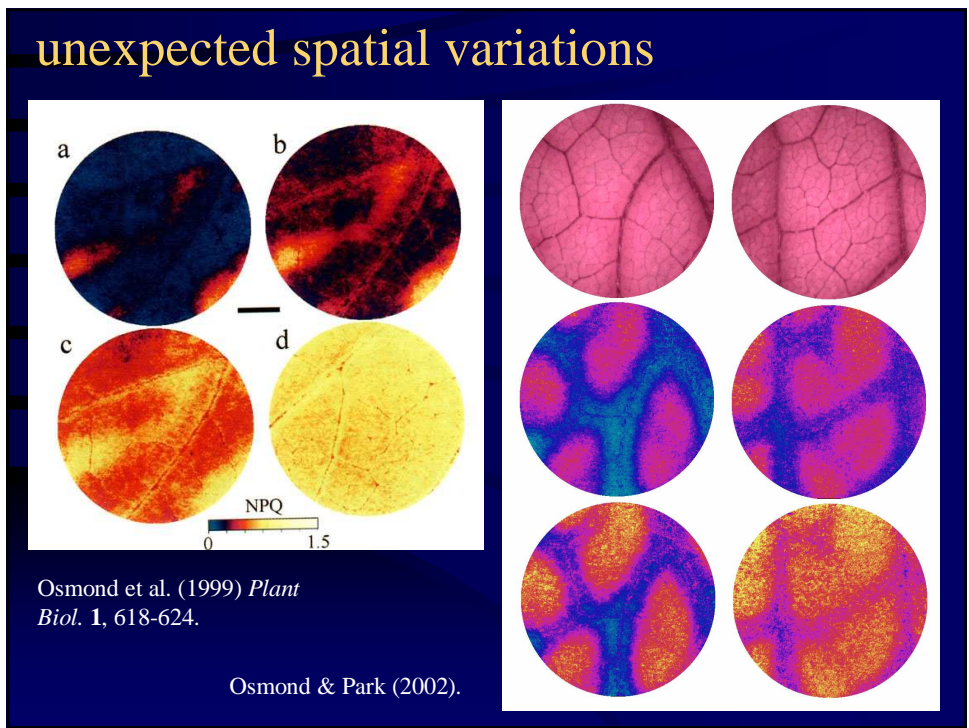 unexpected spatial variations
a
b
c
d
NPQ
0
1.5
Osmond et al. (1999) Plant
Biol. 1, 618-624.
Osmond & Park (2002).